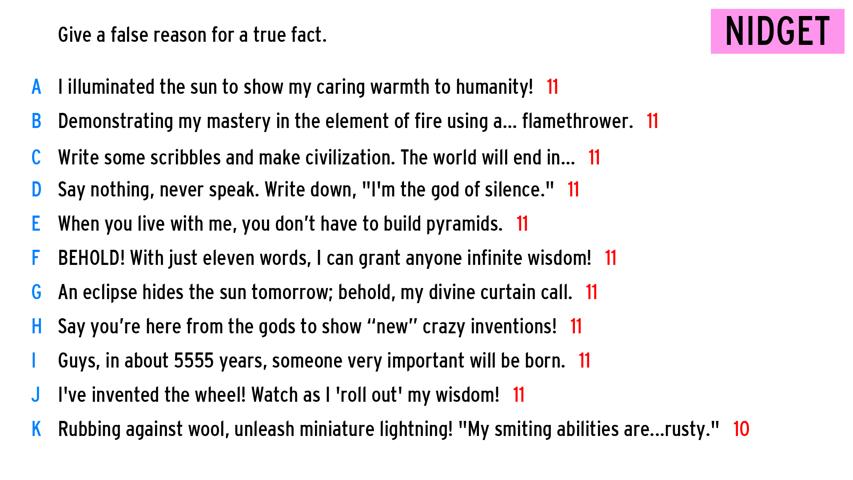 Give a false reason for a true fact.
NIDGET
A I illuminated the sun to show my caring warmth to humanity! 11
B Demonstrating my mastery in the element of fire using a... flamethrower. 11
C Write some scribbles and make civilization. The world will end in... 11
D Say nothing, never speak. Write down, "I'm the god of silence." 11
E When you live with me, you don’t have to build pyramids. 11
F BEHOLD! With just eleven words, I can grant anyone infinite wisdom! 11
G An eclipse hides the sun tomorrow; behold, my divine curtain call. 11
H Say you’re here from the gods to show “new” crazy inventions! 11
I Guys, in about 5555 years, someone very important will be born. 11
J I've invented the wheel! Watch as I 'roll out' my wisdom! 11
K Rubbing against wool, unleash miniature lightning! "My smiting abilities are...rusty." 10